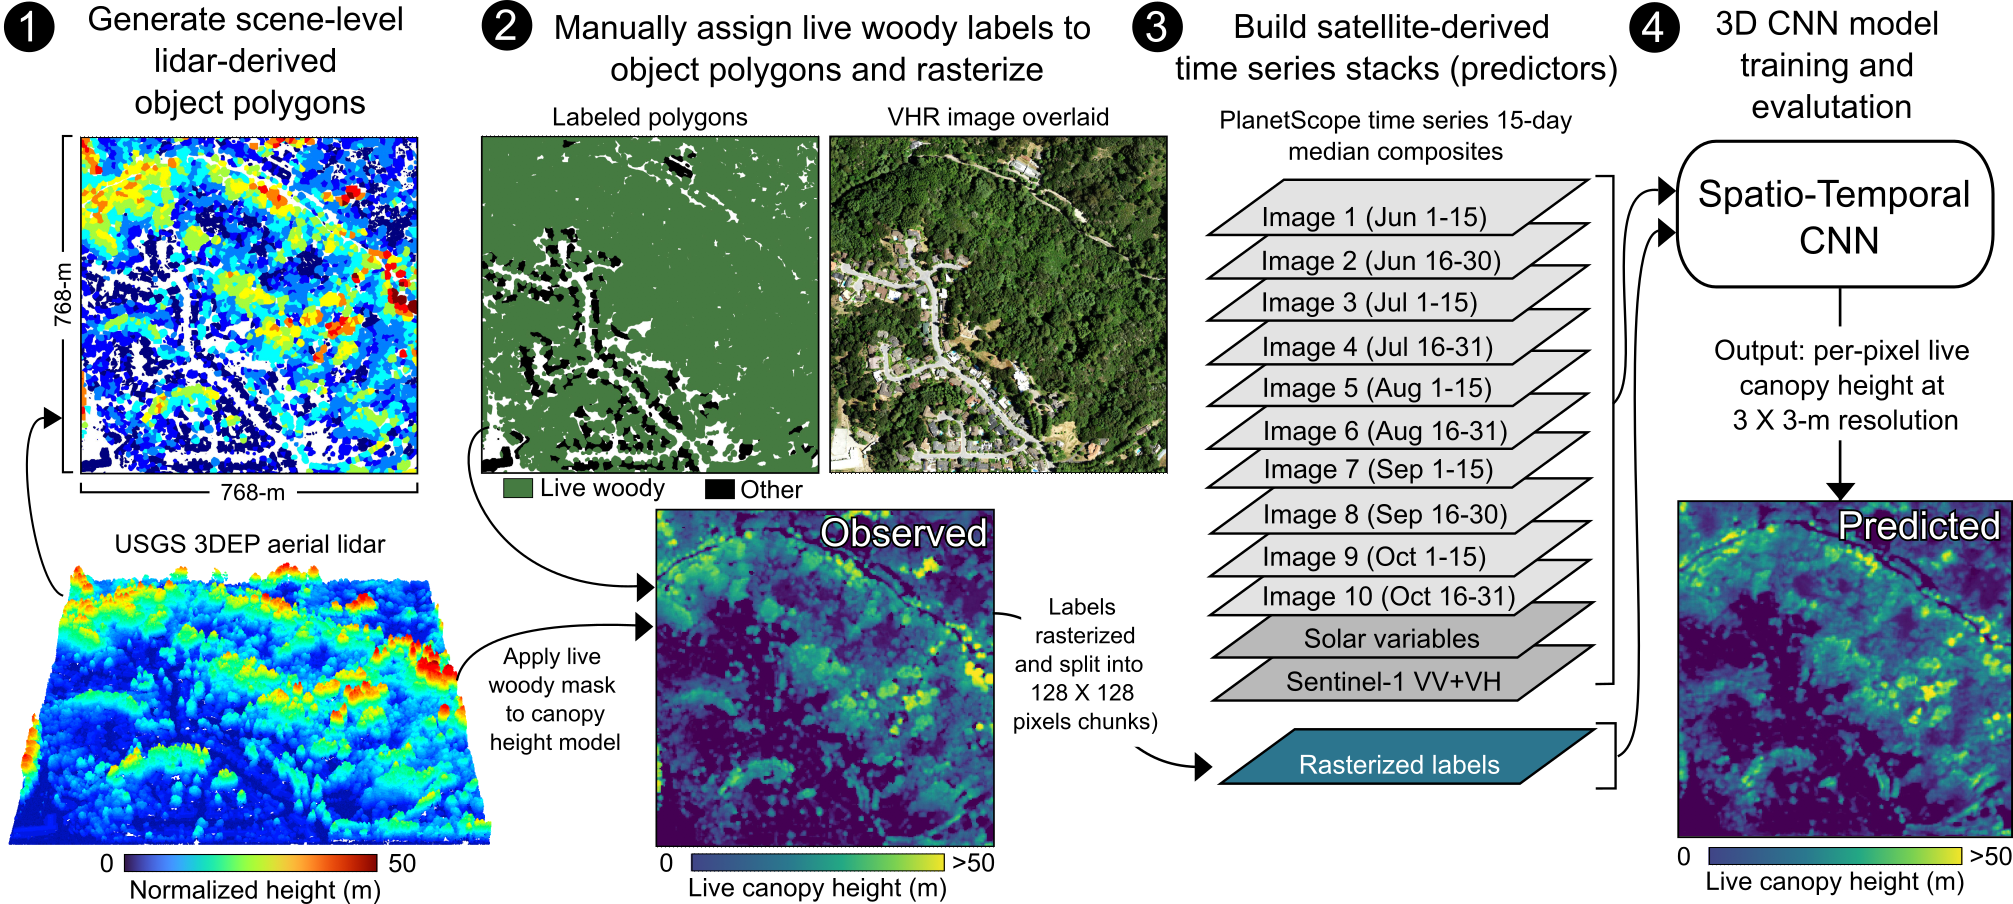 1
Generate scene-level
lidar-derived
object polygons
768-m
768-m
USGS 3DEP aerial lidar
0
50
Normalized height (m)
2
Manually assign live woody labels to
object polygons and rasterize
Labeled polygons
VHR image overlaid
Live woody
Other
Apply live
woody mask
to canopy
height model
Observed
0
>50
Live canopy height (m)
Labels
rasterized
and split into
128 X 128
pixels chunks)
3
Build satellite-derived
time series stacks (predictors)
PlanetScope time series 15-day
median composites
Image 1 (Jun 1-15)
Image 2 (Jun 16-30)
Image 3 (Jul 1-15)
Image 4 (Jul 16-31)
Image 5 (Aug 1-15)
Image 6 (Aug 16-31)
Image 7 (Sep 1-15)
Image 8 (Sep 16-30)
Image 9 (Oct 1-15)
Image 10 (Oct 16-31)
Solar variables
Sentinel-1 VV+VH
Rasterized labels
4
3D CNN model
training and
evalutation
Spatio-Temporal
CNN
Output: per-pixel live
canopy height at
3 X 3-m resolution
Predicted
0
>50
Live canopy height (m)